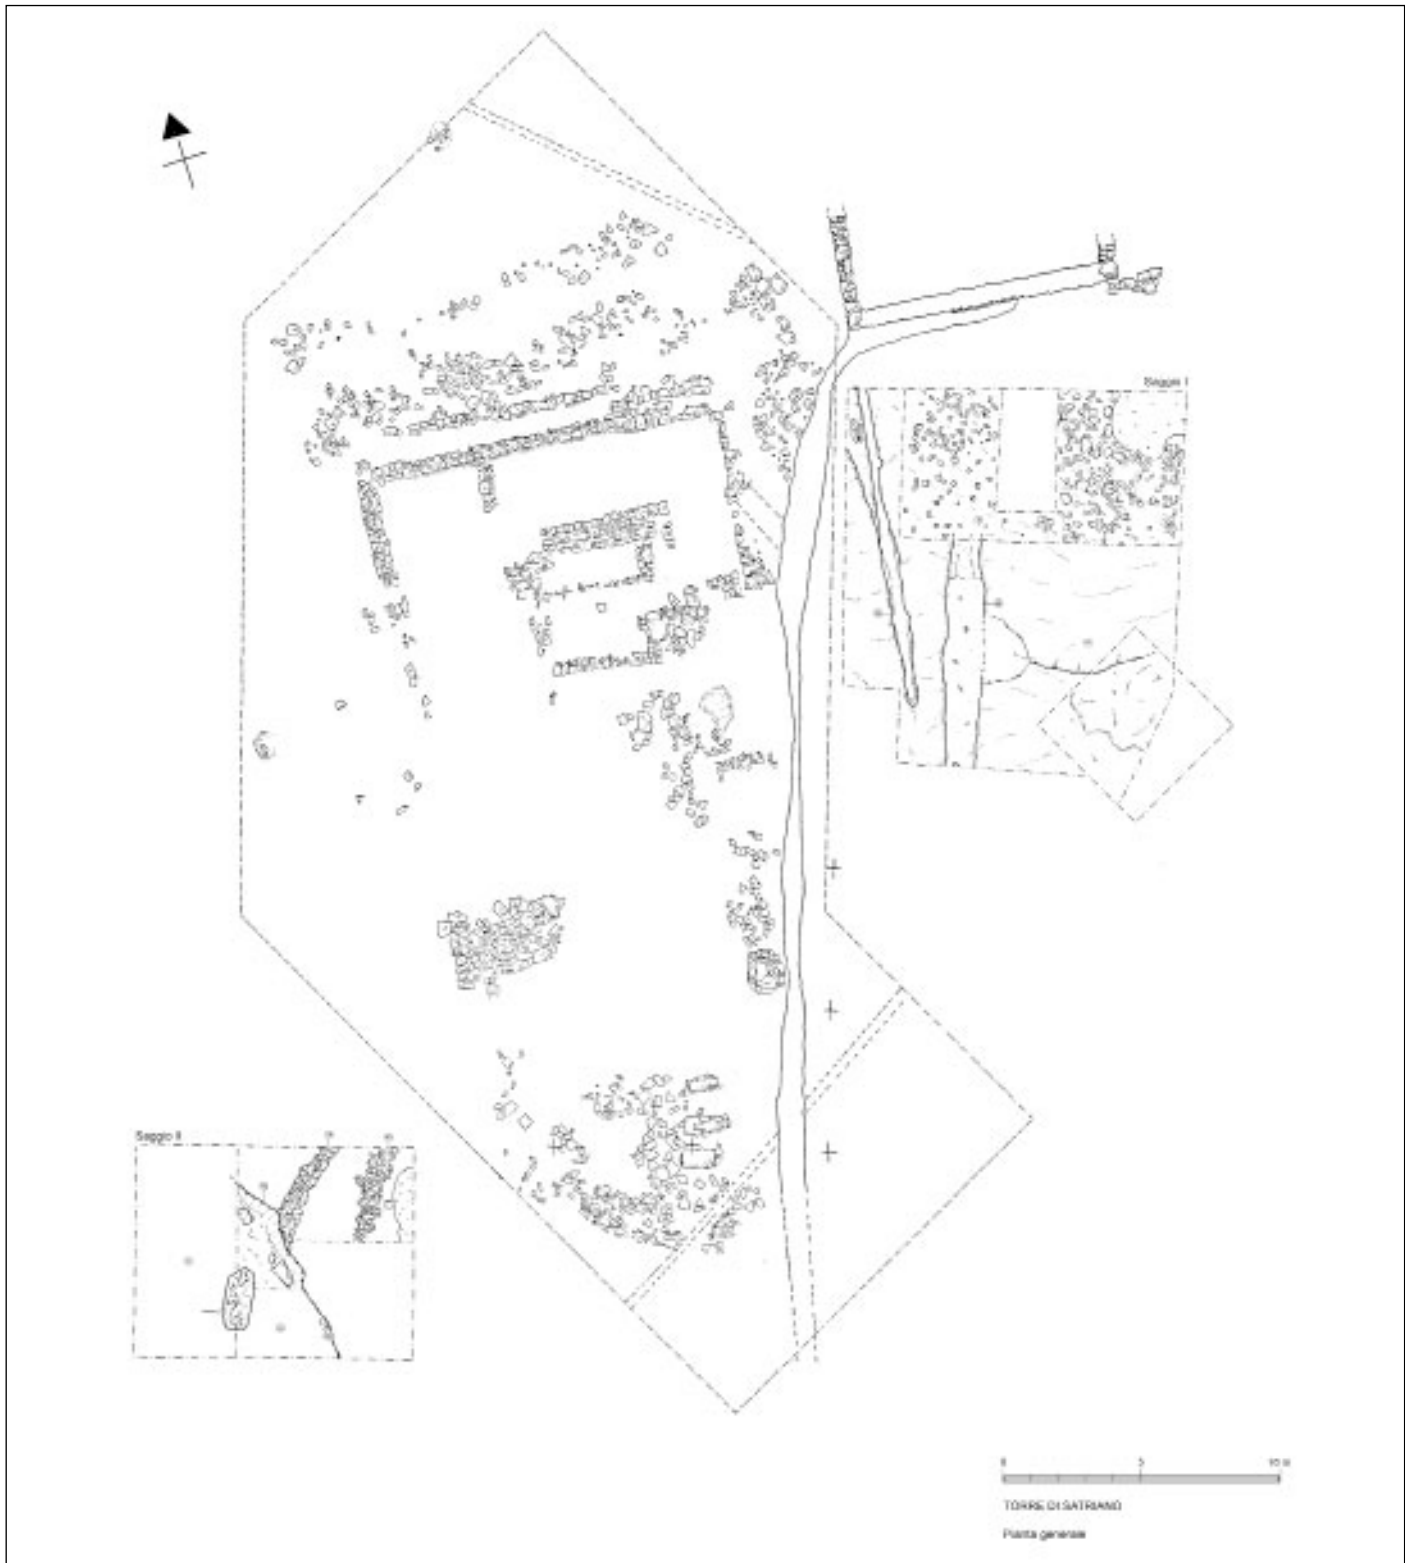 Saggio I
Saggio II
0 5 10 m
TORRE DI SATRIANO
Pianta generale